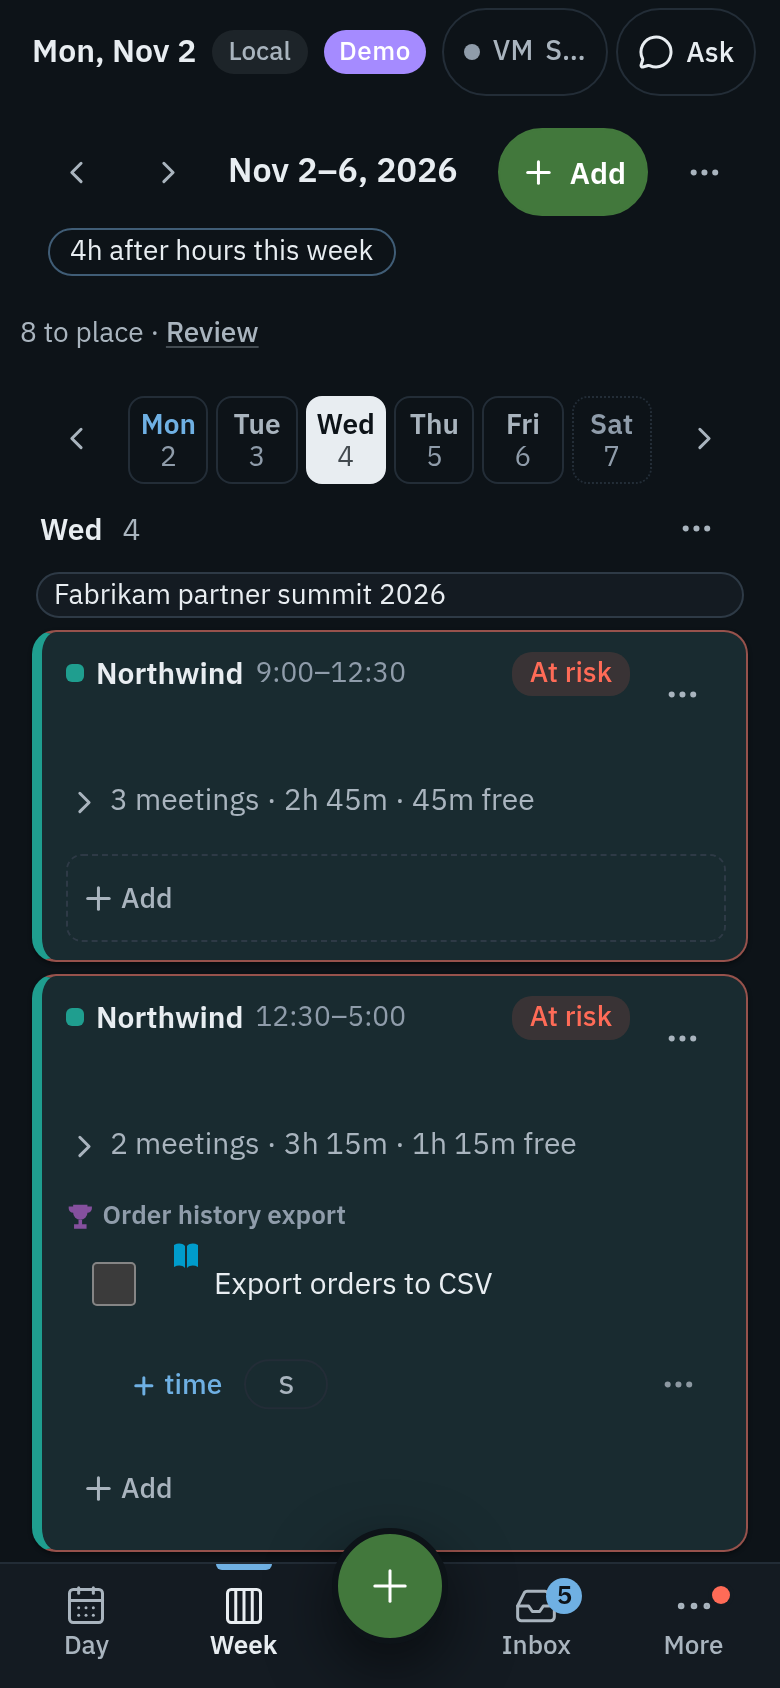 Mon, Nov 2 Local Demo VM S... Ask
Nov 2–6, 2026 Add
4h after hours this week
8 to place · Review
Mon Tue Wed Thu Fri Sat
2 3 4 5 6 7
Wed 4
Fabrikam partner summit 2026
Northwind 9:00–12:30 At risk
3 meetings · 2h 45m · 45m free
Add
Northwind 12:30–5:00 At risk
2 meetings · 3h 15m · 1h 15m free
Order history export
Export orders to CSV
+ time S
Add
5
Day Week Inbox More